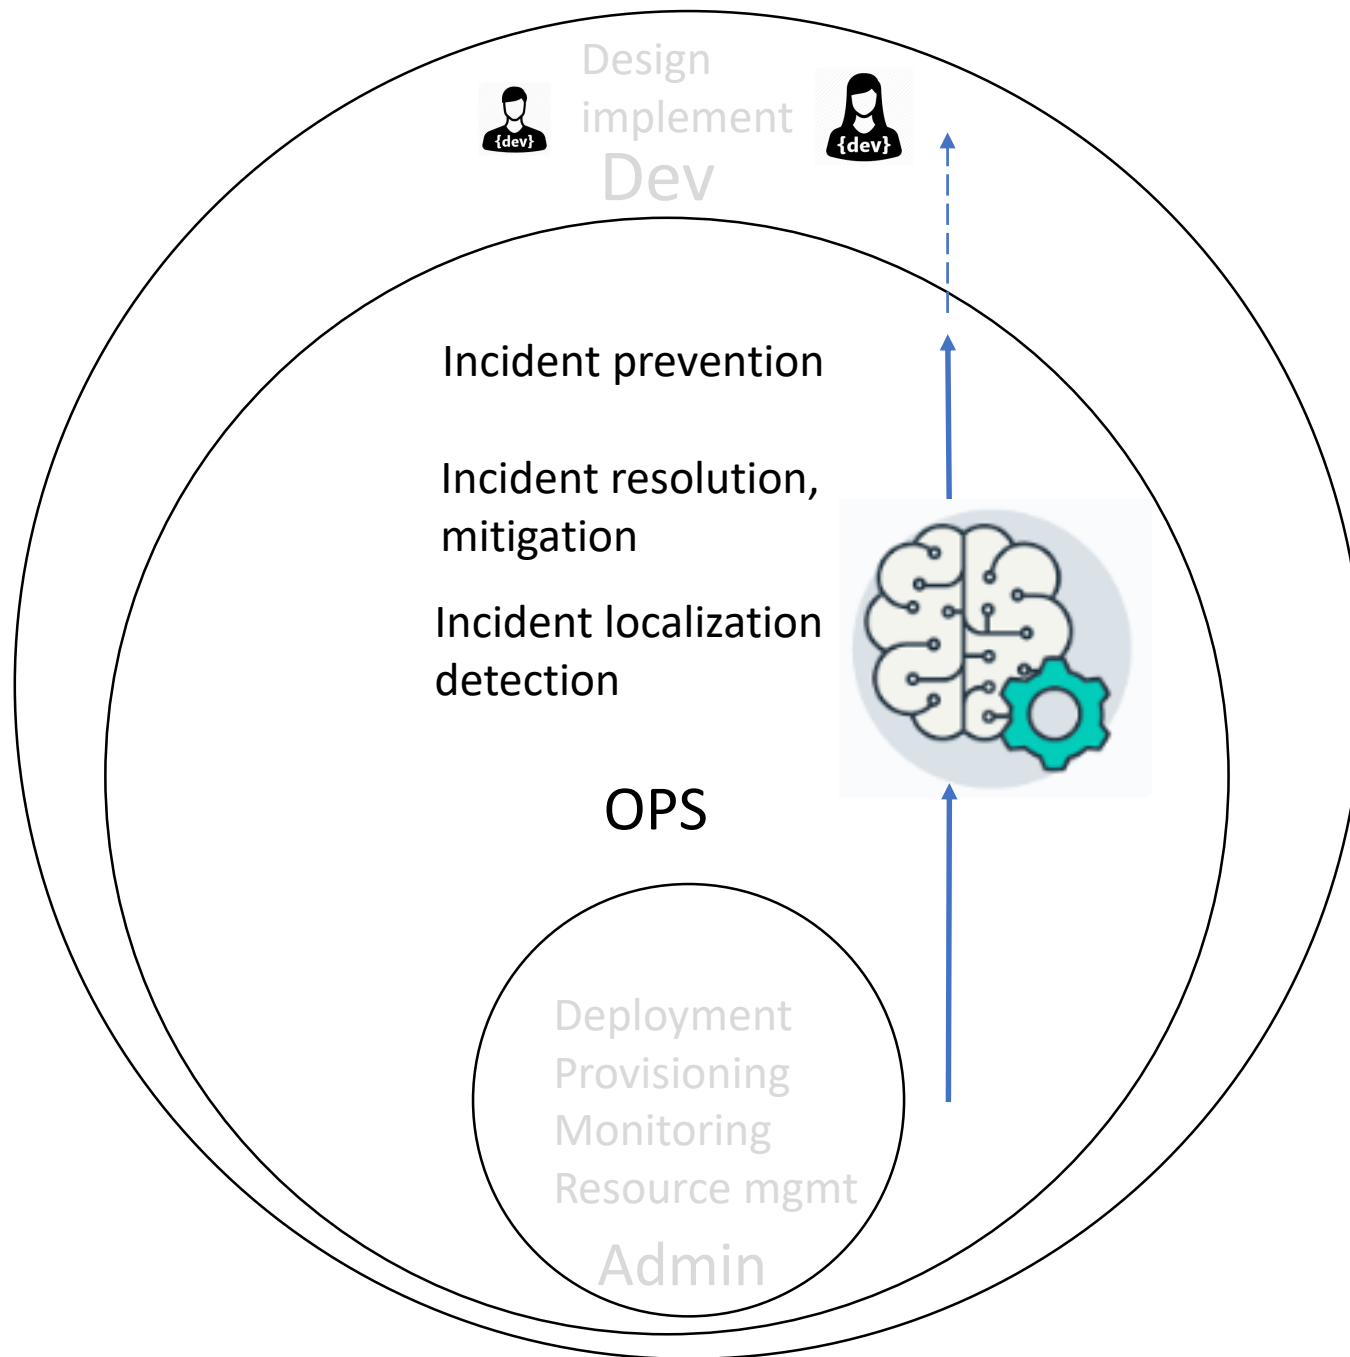 Design
implement
{dev}
{dev}
Dev
Incident prevention
Incident resolution,
mitigation
Incident localization
detection
OPS
Deployment
Provisioning
Monitoring
Resource mgmt
Admin